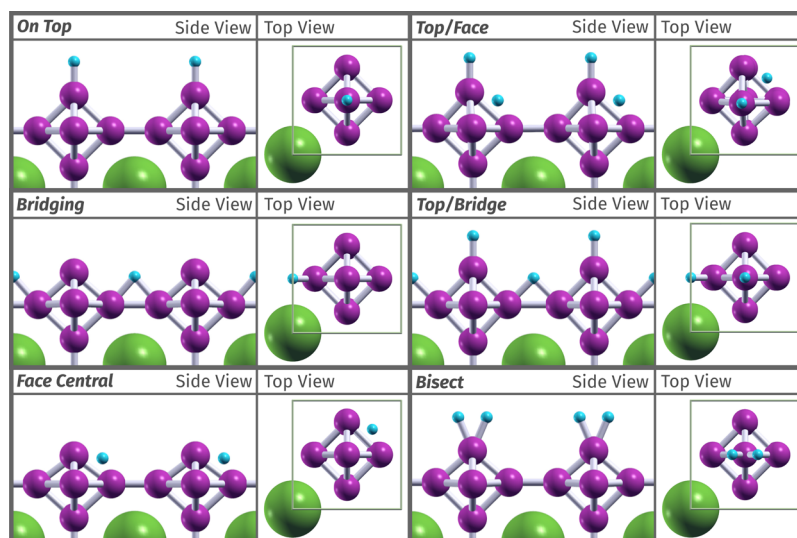 On Top Side View Top View
Top/Face Side View Top View
Bridging Side View Top View
Top/Bridge Side View Top View
Face Central Side View Top View
Bisect Side View Top View